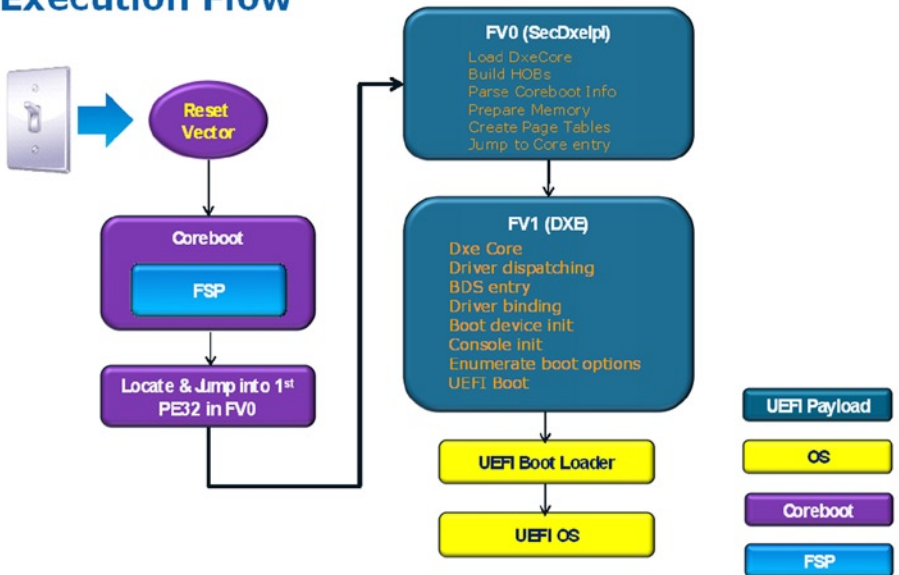 Execution Flow
Reset
Vector
Coreboot
FSP
Locate & Jump into 1st
PE32 in FV0
FV0 (SecDxeIpl)
Load DxeCore
Build HOBs
Parse Coreboot Info
Prepare Memory
Create Page Tables
Jump to Core entry
FV1 (DXE)
Dxe Core
Driver dispatching
BDS entry
Driver binding
Boot device init
Console init
Enumerate boot options
UEFI Boot
UEFI Boot Loader
UEFI OS
UEFI Payload
OS
Coreboot
FSP